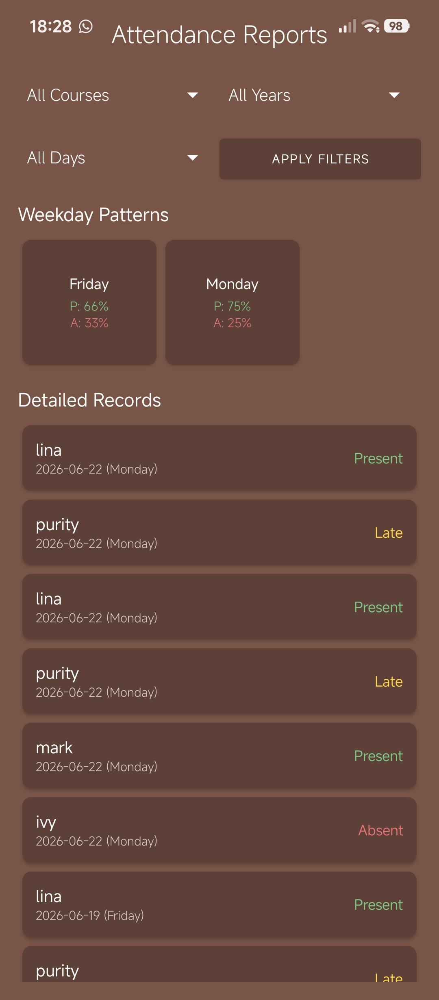 18:28
Attendance Reports
98
All Courses
All Years
All Days
APPLY FILTERS
Weekday Patterns
Friday
P: 66%
A: 33%
Monday
P: 75%
A: 25%
Detailed Records
lina
2026-06-22 (Monday)
Present
purity
2026-06-22 (Monday)
Late
lina
2026-06-22 (Monday)
Present
purity
2026-06-22 (Monday)
Late
mark
2026-06-22 (Monday)
Present
ivy
2026-06-22 (Monday)
Absent
lina
2026-06-19 (Friday)
Present
purity
Late